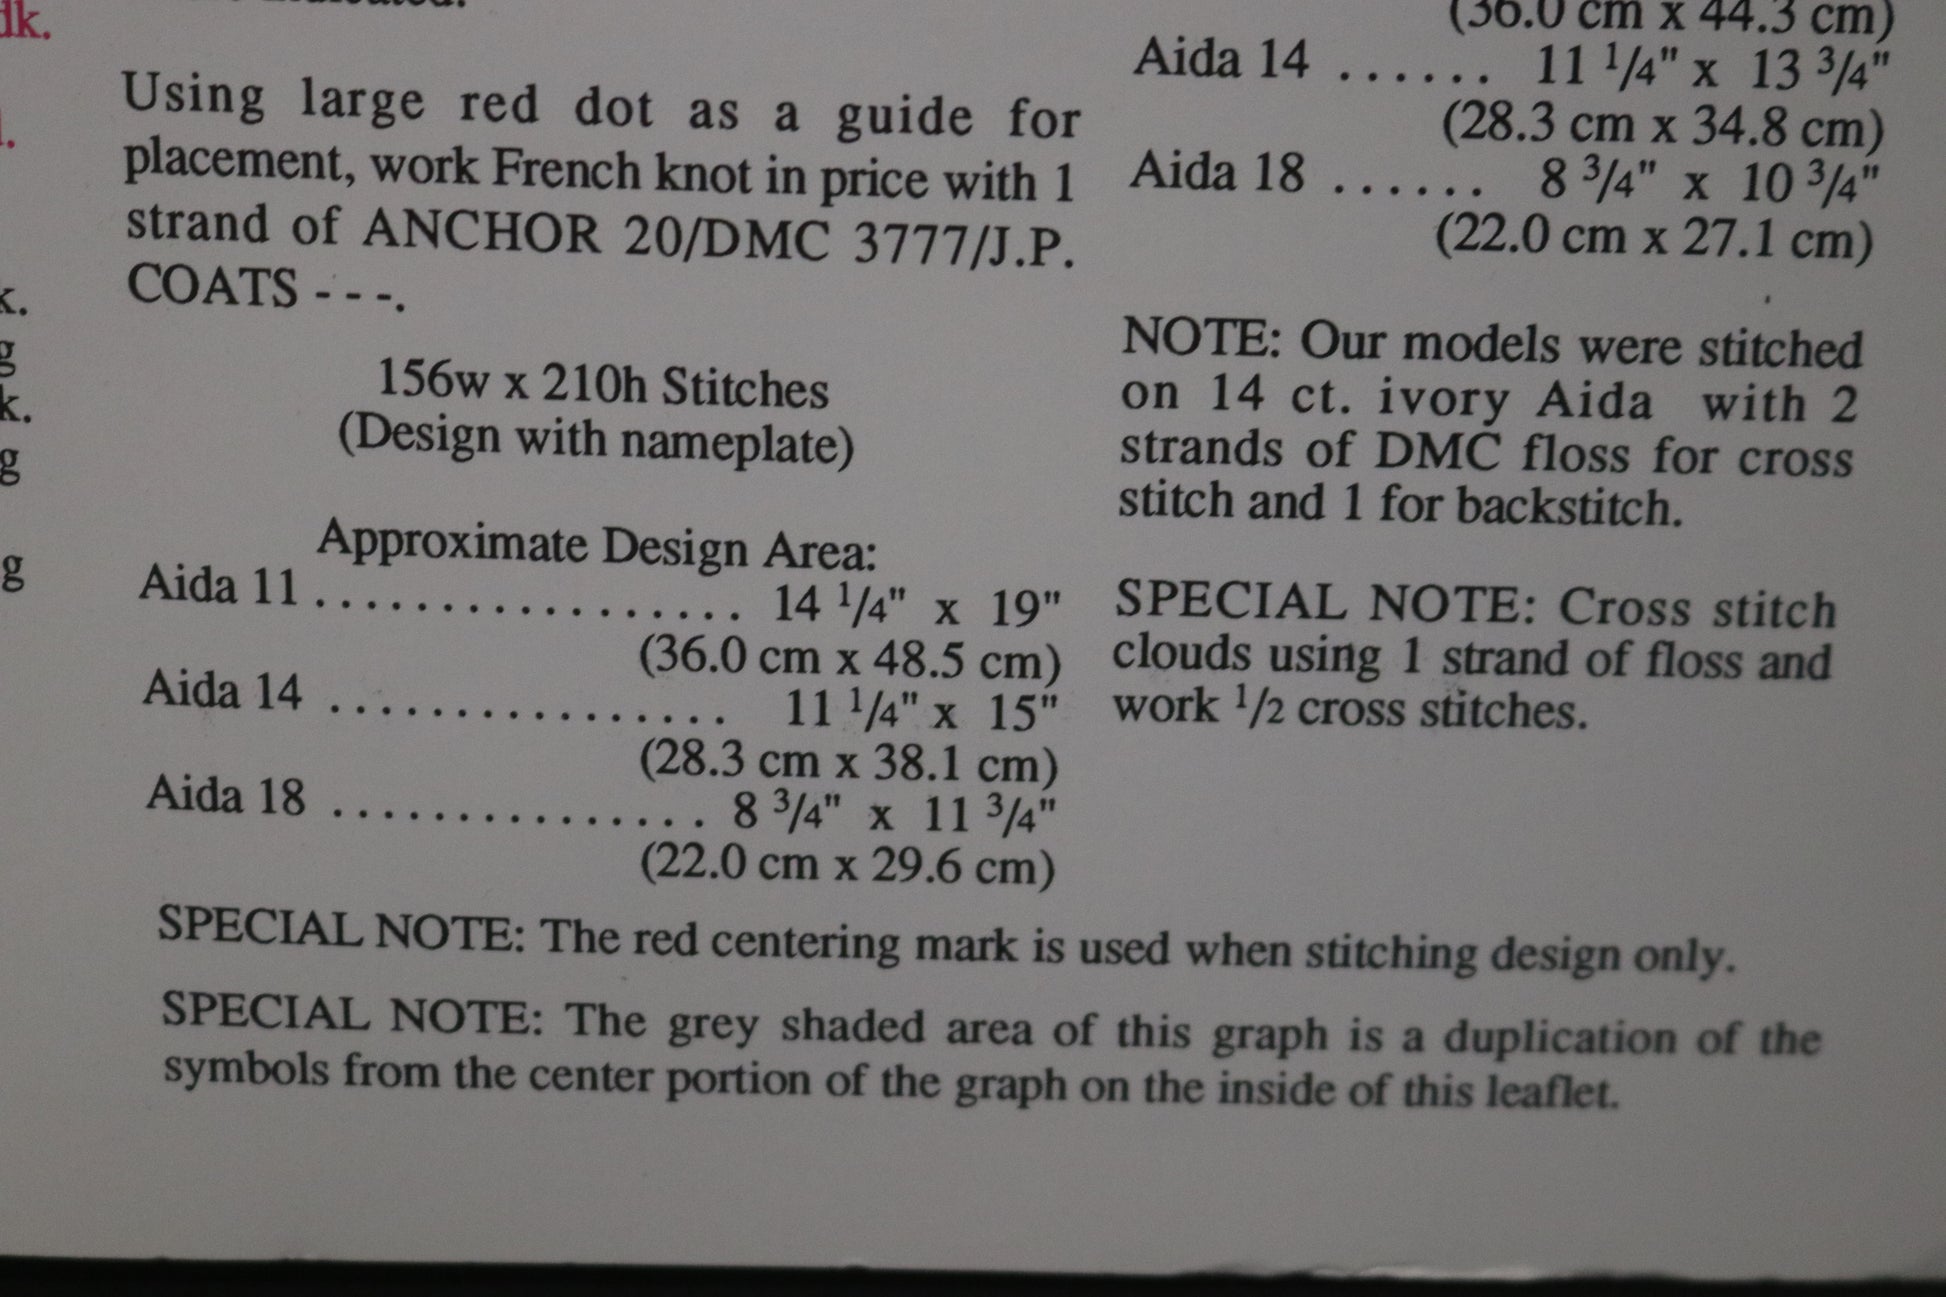 dk.
Using large red dot as a guide for
placement, work French knot in price with 1
strand of ANCHOR 20/DMC 3777/J.P.
COATS - - -.
156w x 210h Stitches
(Design with nameplate)
Approximate Design Area:
Aida 11 . . . . . . . . . . . . . . . . . . 14 1/4" x 19"
(36.0 cm x 48.5 cm)
Aida 14 . . . . . . . . . . . . . . . . 11 1/4" x 15"
(28.3 cm x 38.1 cm)
Aida 18 . . . . . . . . . . . . . . . 8 3/4" x 11 3/4"
(22.0 cm x 29.6 cm)
(36.0 cm x 44.3 cm)
Aida 14 . . . . . . 11 1/4" x 13 3/4"
(28.3 cm x 34.8 cm)
Aida 18 . . . . . . 8 3/4" x 10 3/4"
(22.0 cm x 27.1 cm)
NOTE: Our models were stitched
on 14 ct. ivory Aida with 2
strands of DMC floss for cross
stitch and 1 for backstitch.
SPECIAL NOTE: Cross stitch
clouds using 1 strand of floss and
work 1/2 cross stitches.
SPECIAL NOTE: The red centering mark is used when stitching design only.
SPECIAL NOTE: The grey shaded area of this graph is a duplication of the
symbols from the center portion of the graph on the inside of this leaflet.